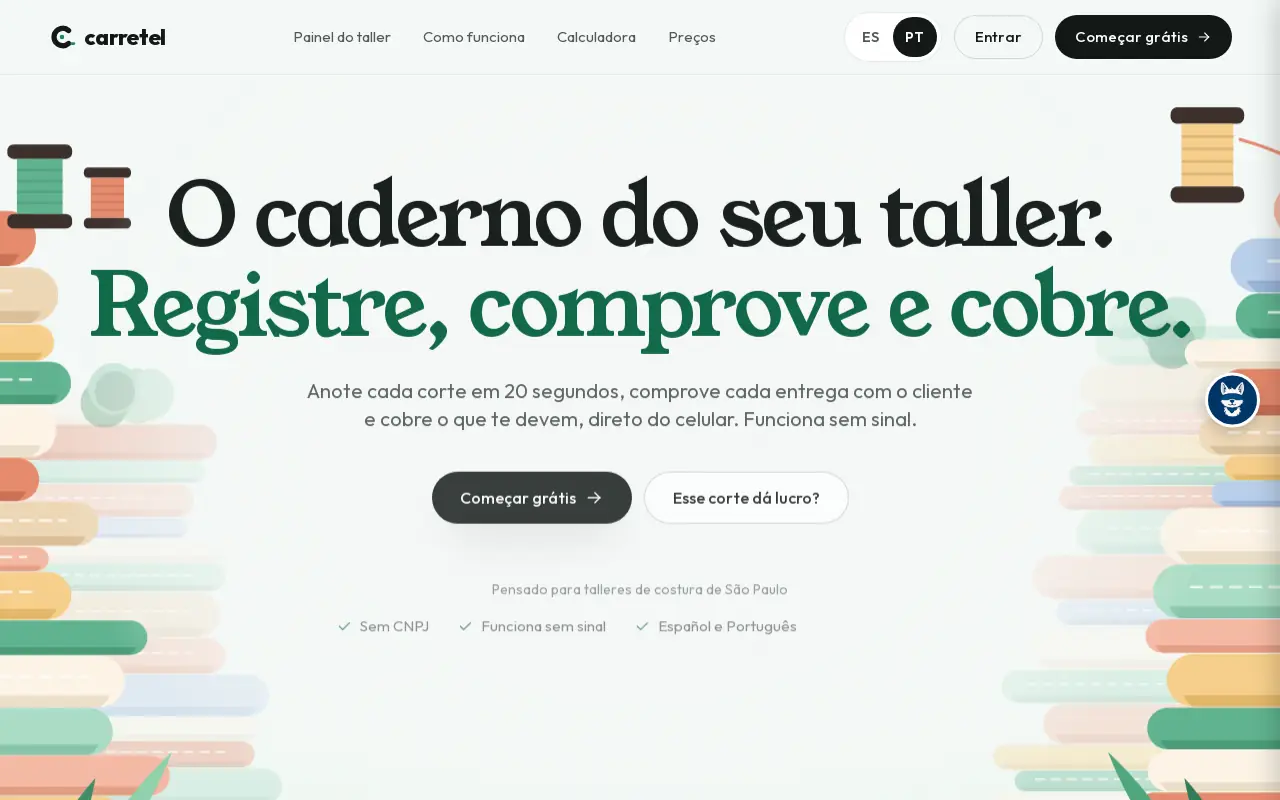 carretel
Painel do taller
Como funciona
Calculadora
Preços
ES
PT
Entrar
Começar grátis →
O caderno do seu taller.
Registre, comprove e cobre.
Anote cada corte em 20 segundos, comprove cada entrega com o cliente
e cobre o que te devem, direto do celular. Funciona sem sinal.
Começar grátis →
Esse corte dá lucro?
Pensado para talleres de costura de São Paulo
✓ Sem CNPJ
✓ Funciona sem sinal
✓ Español e Português